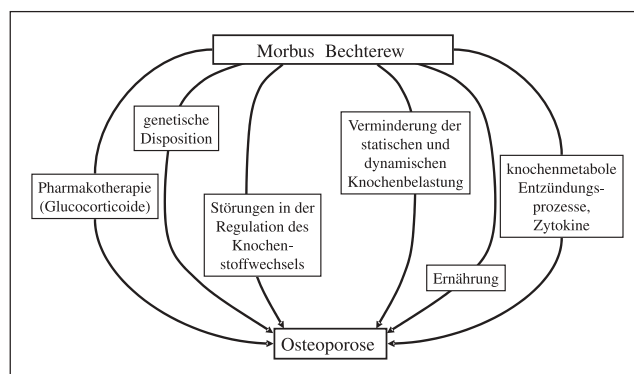 Morbus Bechterew
genetische
Disposition
Verminderung der
statischen und
dynamischen
Knochenbelastung
Pharmakotherapie
(Glucocorticoide)
Störungen in der
Regulation des
Knochen-
stoffwechsels
knochenmetabole
Entzündungs-
prozesse,
Zytokine
Ernährung
Osteoporose